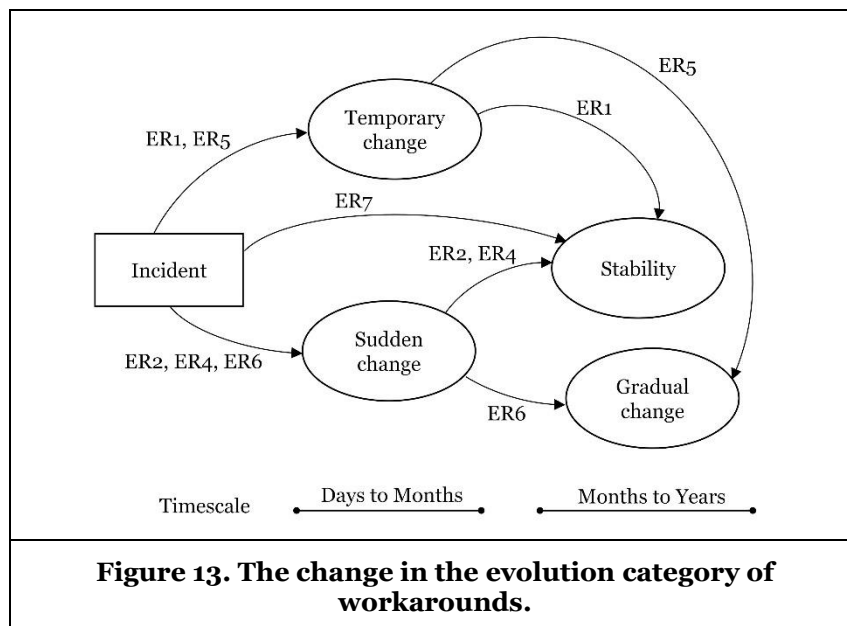 ER5
ER1
Temporary
change
ER1, ER5
ER7
Incident
ER2, ER4
Stability
Sudden
change
ER2, ER4, ER6
Gradual
change
ER6
Timescale
Days to Months
Months to Years
Figure 13. The change in the evolution category of
workarounds.